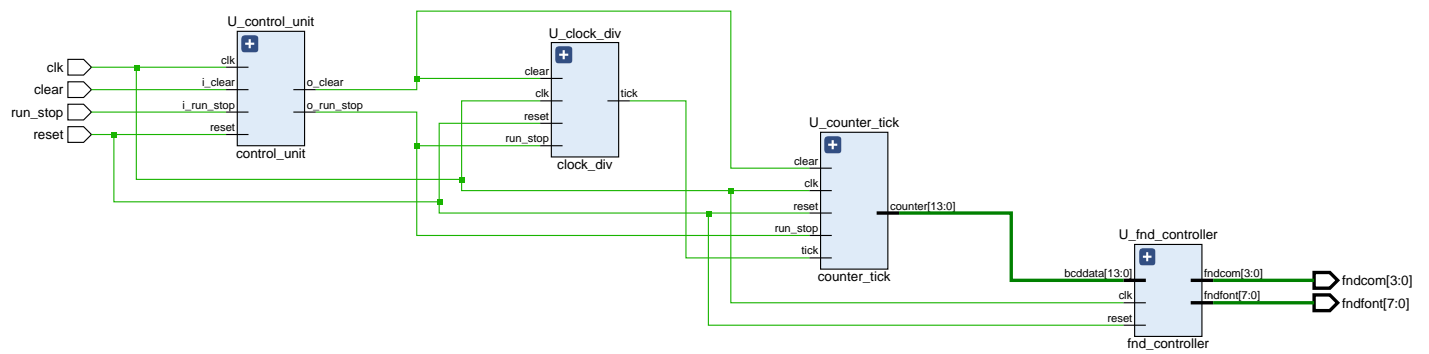 U_control_unit
clk
i_clear
i_run_stop
reset
o_clear
o_run_stop
control_unit
clk
clear
run_stop
reset
U_clock_div
clear
clk
reset
run_stop
tick
clock_div
U_counter_tick
clear
clk
reset
run_stop
tick
counter[13:0]
counter_tick
U_fnd_controller
bcddata[13:0]
clk
reset
fndcom[3:0]
fndfont[7:0]
fnd_controller
fndcom[3:0]
fndfont[7:0]